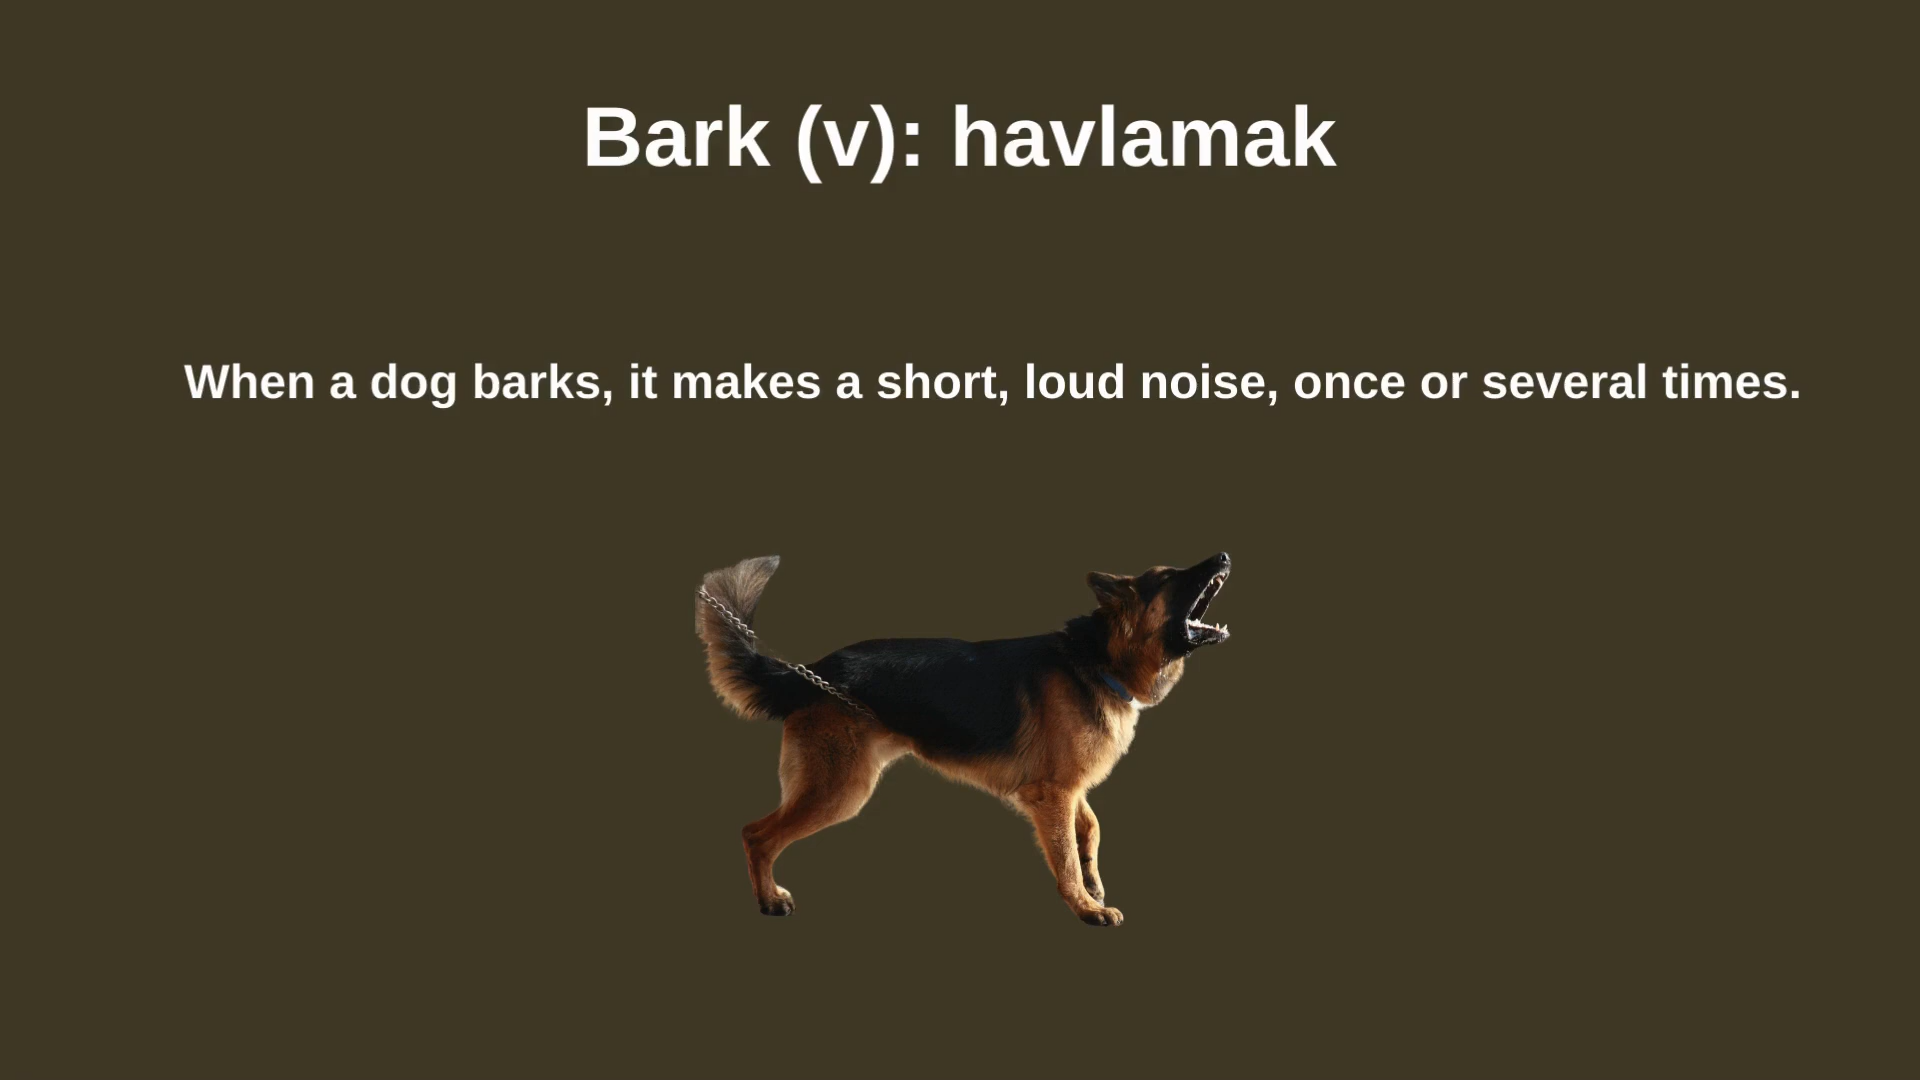 Bark (v): havlamak
When a dog barks, it makes a short, loud noise, once or several times.